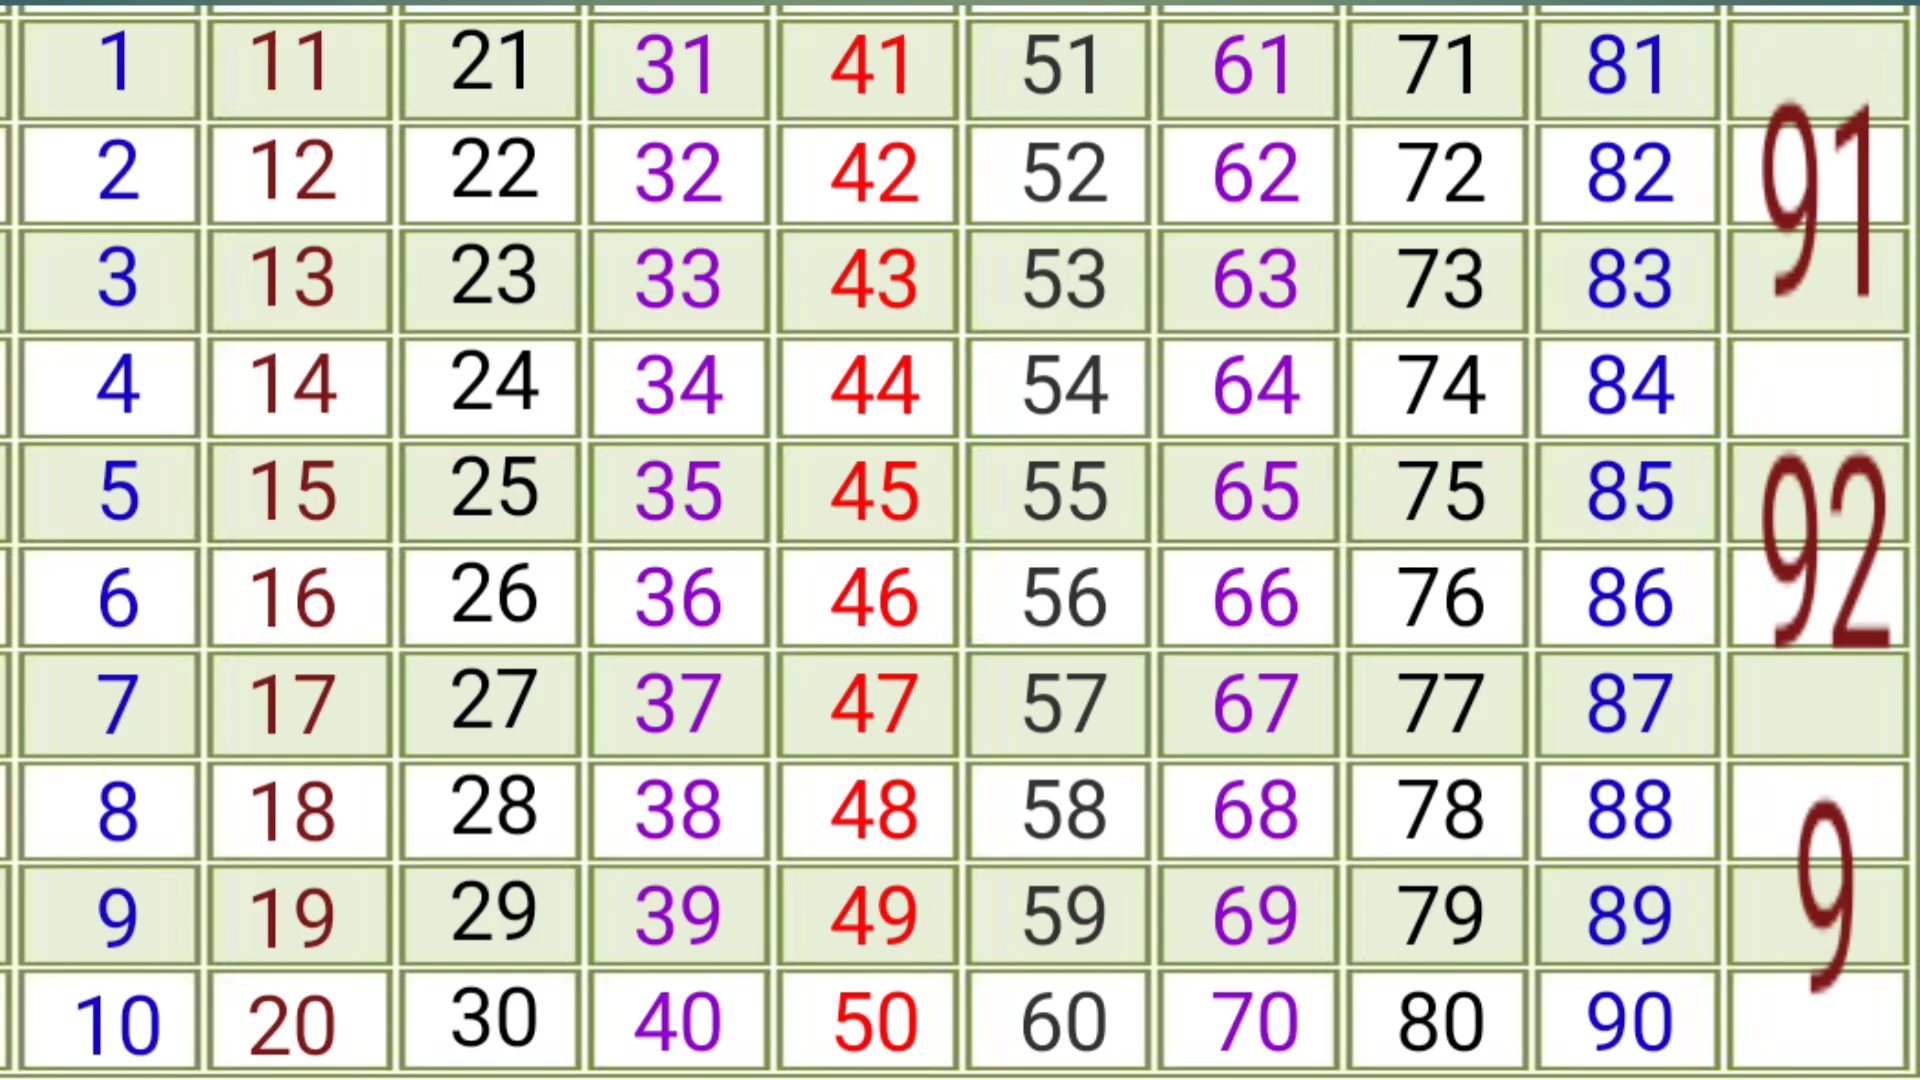 1 11 21 31 41 51 61 71 81
91
2 12 22 32 42 52 62 72 82
3 13 23 33 43 53 63 73 83
4 14 24 34 44 54 64 74 84
5 15 25 35 45 55 65 75 85
92
6 16 26 36 46 56 66 76 86
7 17 27 37 47 57 67 77 87
8 18 28 38 48 58 68 78 88
9 19 29 39 49 59 69 79 89
9
10 20 30 40 50 60 70 80 90